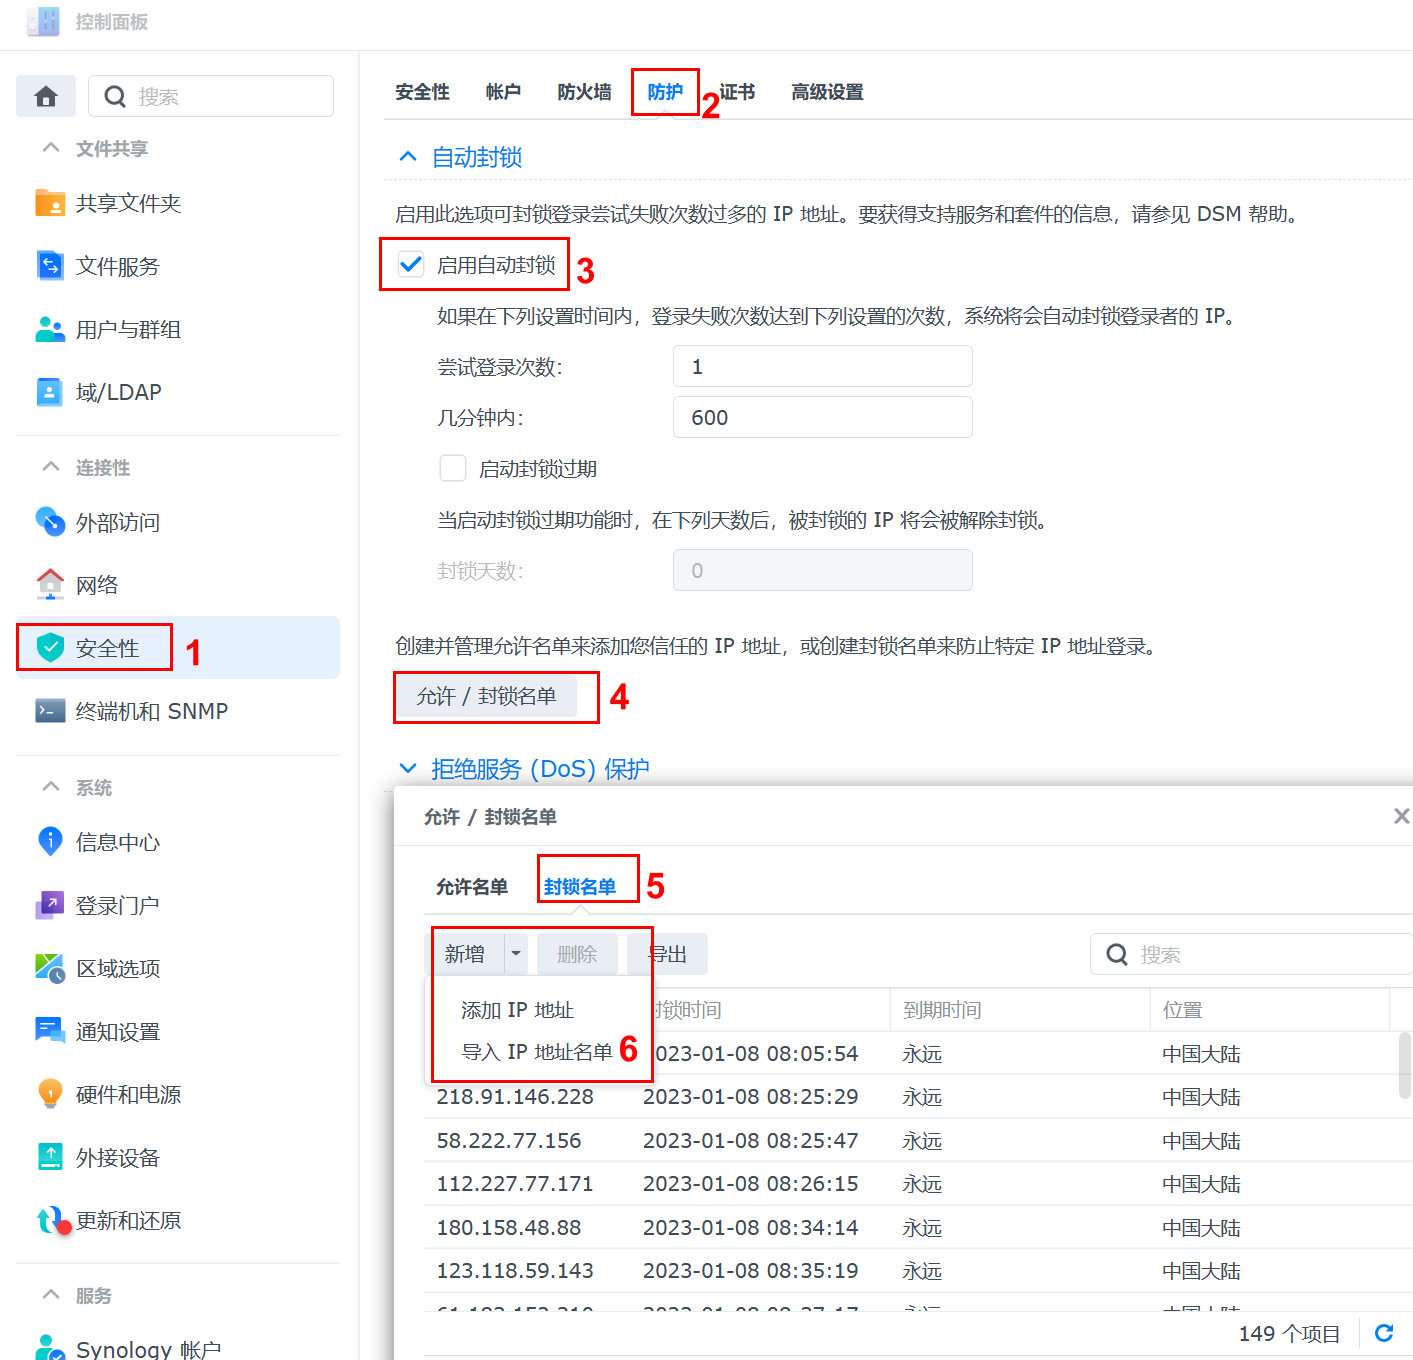 控制面板
搜索
文件共享
共享文件夹
文件服务
用户与群组
域/LDAP
连接性
外部访问
网络
安全性 1
终端机和 SNMP
系统
信息中心
登录门户
区域选项
通知设置
硬件和电源
外接设备
更新和还原
服务
Synology 帐户
安全性 帐户 防火墙 防护 2 证书 高级设置
自动封锁
启用此选项可封锁登录尝试失败次数过多的 IP 地址。要获得支持服务和套件的信息，请参见 DSM 帮助。
启用自动封锁 3
如果在下列设置时间内，登录失败次数达到下列设置的次数，系统将会自动封锁登录者的 IP。
尝试登录次数： 1
几分钟内： 600
启动封锁过期
当启动封锁过期功能时，在下列天数后，被封锁的 IP 将会被解除封锁。
封锁天数： 0
创建并管理允许名单来添加您信任的 IP 地址，或创建封锁名单来防止特定 IP 地址登录。
允许 / 封锁名单 4
拒绝服务 (DoS) 保护
允许 / 封锁名单
允许名单 封锁名单 5
新增 删除 导出 搜索
添加 IP 地址
导入 IP 地址名单 6
封锁时间 到期时间 位置
2023-01-08 08:05:54 永远 中国大陆
218.91.146.228 2023-01-08 08:25:29 永远 中国大陆
58.222.77.156 2023-01-08 08:25:47 永远 中国大陆
112.227.77.171 2023-01-08 08:26:15 永远 中国大陆
180.158.48.88 2023-01-08 08:34:14 永远 中国大陆
123.118.59.143 2023-01-08 08:35:19 永远 中国大陆
149 个项目